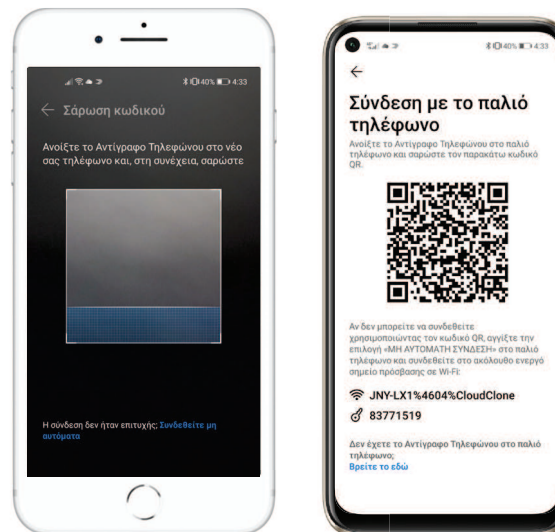 40% 4:33
← Σάρωση κωδικού
Ανοίξτε το Αντίγραφο Τηλεφώνου στο νέο
σας τηλέφωνο και, στη συνέχεια, σαρώστε
Η σύνδεση δεν ήταν επιτυχής; Συνδεθείτε μη
αυτόματα
40% 4:33
←
Σύνδεση με το παλιό
τηλέφωνο
Ανοίξτε το Αντίγραφο Τηλεφώνου στο παλιό
τηλέφωνο και σαρώστε τον παρακάτω κωδικό
QR.
Αν δεν μπορείτε να συνδεθείτε
χρησιμοποιώντας τον κωδικό QR, αγγίξτε την
επιλογή «ΜΗ ΑΥΤΟΜΑΤΗ ΣΥΝΔΕΣΗ» στο παλιό
τηλέφωνο και συνδεθείτε στο ακόλουθο ενεργό
σημείο πρόσβασης σε Wi-Fi:
JNY-LX1%4604%CloudClone
83771519
Δεν έχετε το Αντίγραφο Τηλεφώνου στο παλιό
τηλέφωνο;
Βρείτε το εδώ